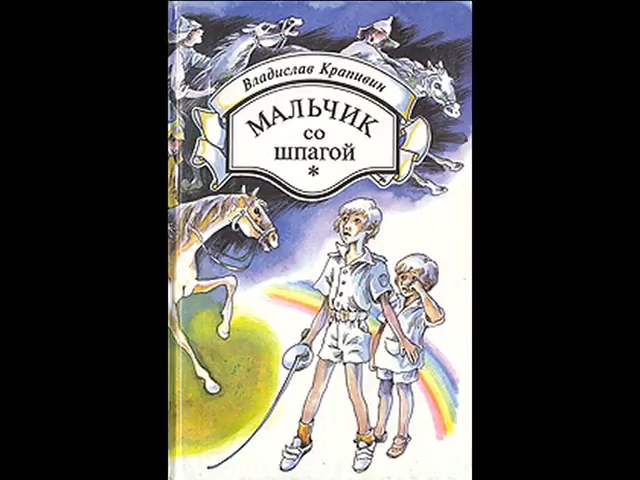 Владислав Крапивин
МАЛЬЧИК
СО
ШПАГОЙ
*